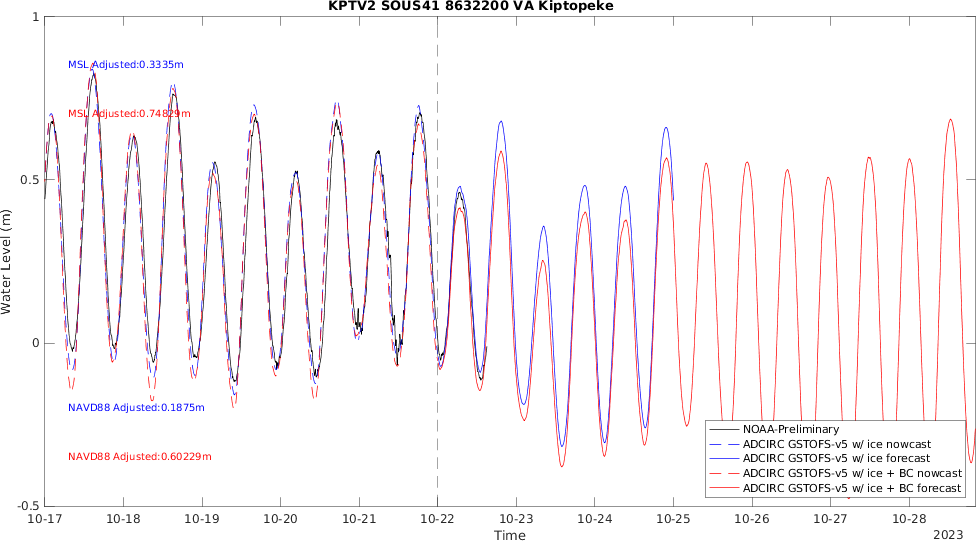 KPTV2 SOUS41 8632200 VA Kiptopeke
1
0.5
0
-0.5
Water Level (m)
MSL Adjusted:0.3335m
MSL Adjusted:0.74829m
NAVD88 Adjusted:0.1875m
NAVD88 Adjusted:0.60229m
NOAA-Preliminary
ADCIRC GSTOFS-v5 w/ ice nowcast
ADCIRC GSTOFS-v5 w/ ice forecast
ADCIRC GSTOFS-v5 w/ ice + BC nowcast
ADCIRC GSTOFS-v5 w/ ice + BC forecast
10-17 10-18 10-19 10-20 10-21 10-22 10-23 10-24 10-25 10-26 10-27 10-28
Time
2023